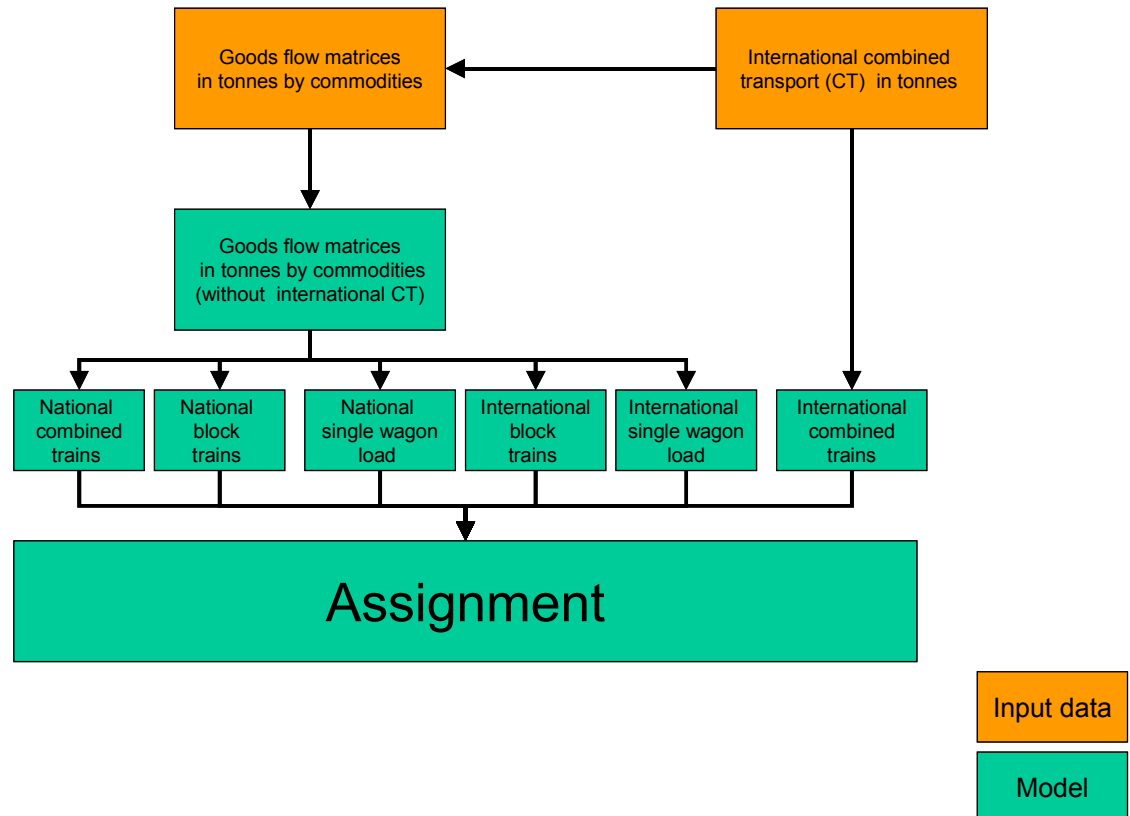 Goods flow matrices
in tonnes by commodities
International combined
transport (CT) in tonnes
Goods flow matrices
in tonnes by commodities
(without international CT)
National
combined
trains
National
block
trains
National
single wagon
load
International
block
trains
International
single wagon
load
International
combined
trains
Assignment
Input data
Model